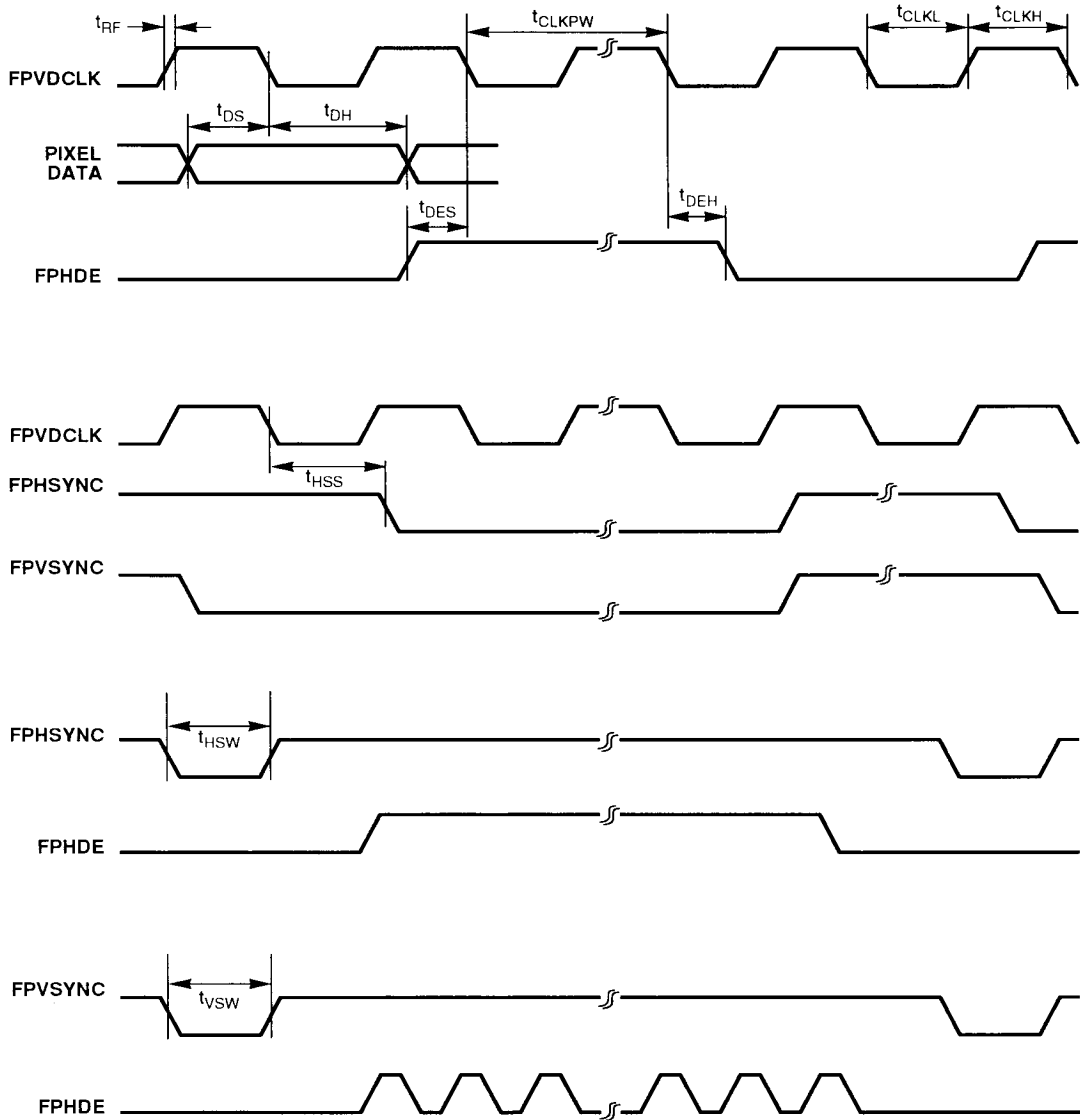 tRF
tCLKPW
tCLKL
tCLKH
FPVDCLK
tDS
tDH
PIXEL
DATA
tDES
tDEH
FPHDE
FPVDCLK
tHSS
FPHSYNC
FPVSYNC
FPHSYNC
tHSW
FPHDE
FPVSYNC
tVSW
FPHDE